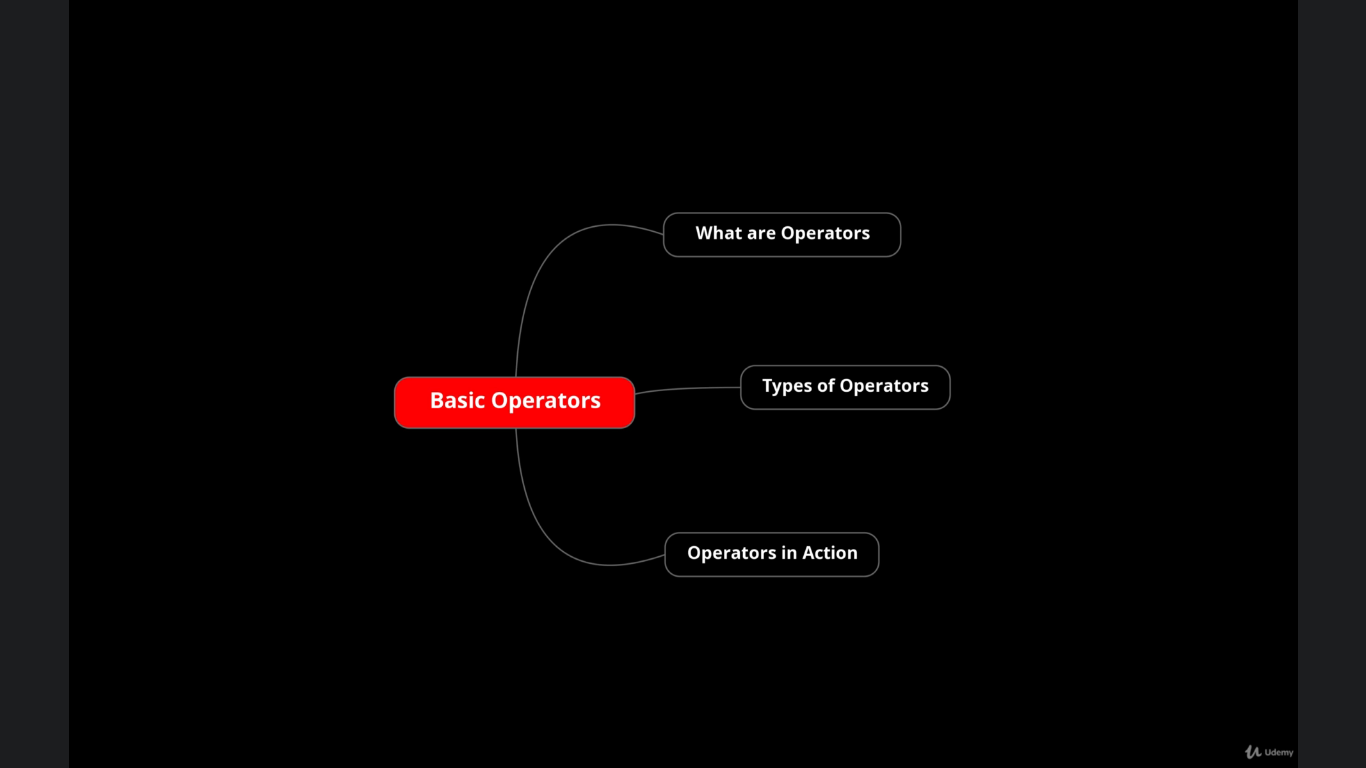 What are Operators
Types of Operators
Basic Operators
Operators in Action
Udemy